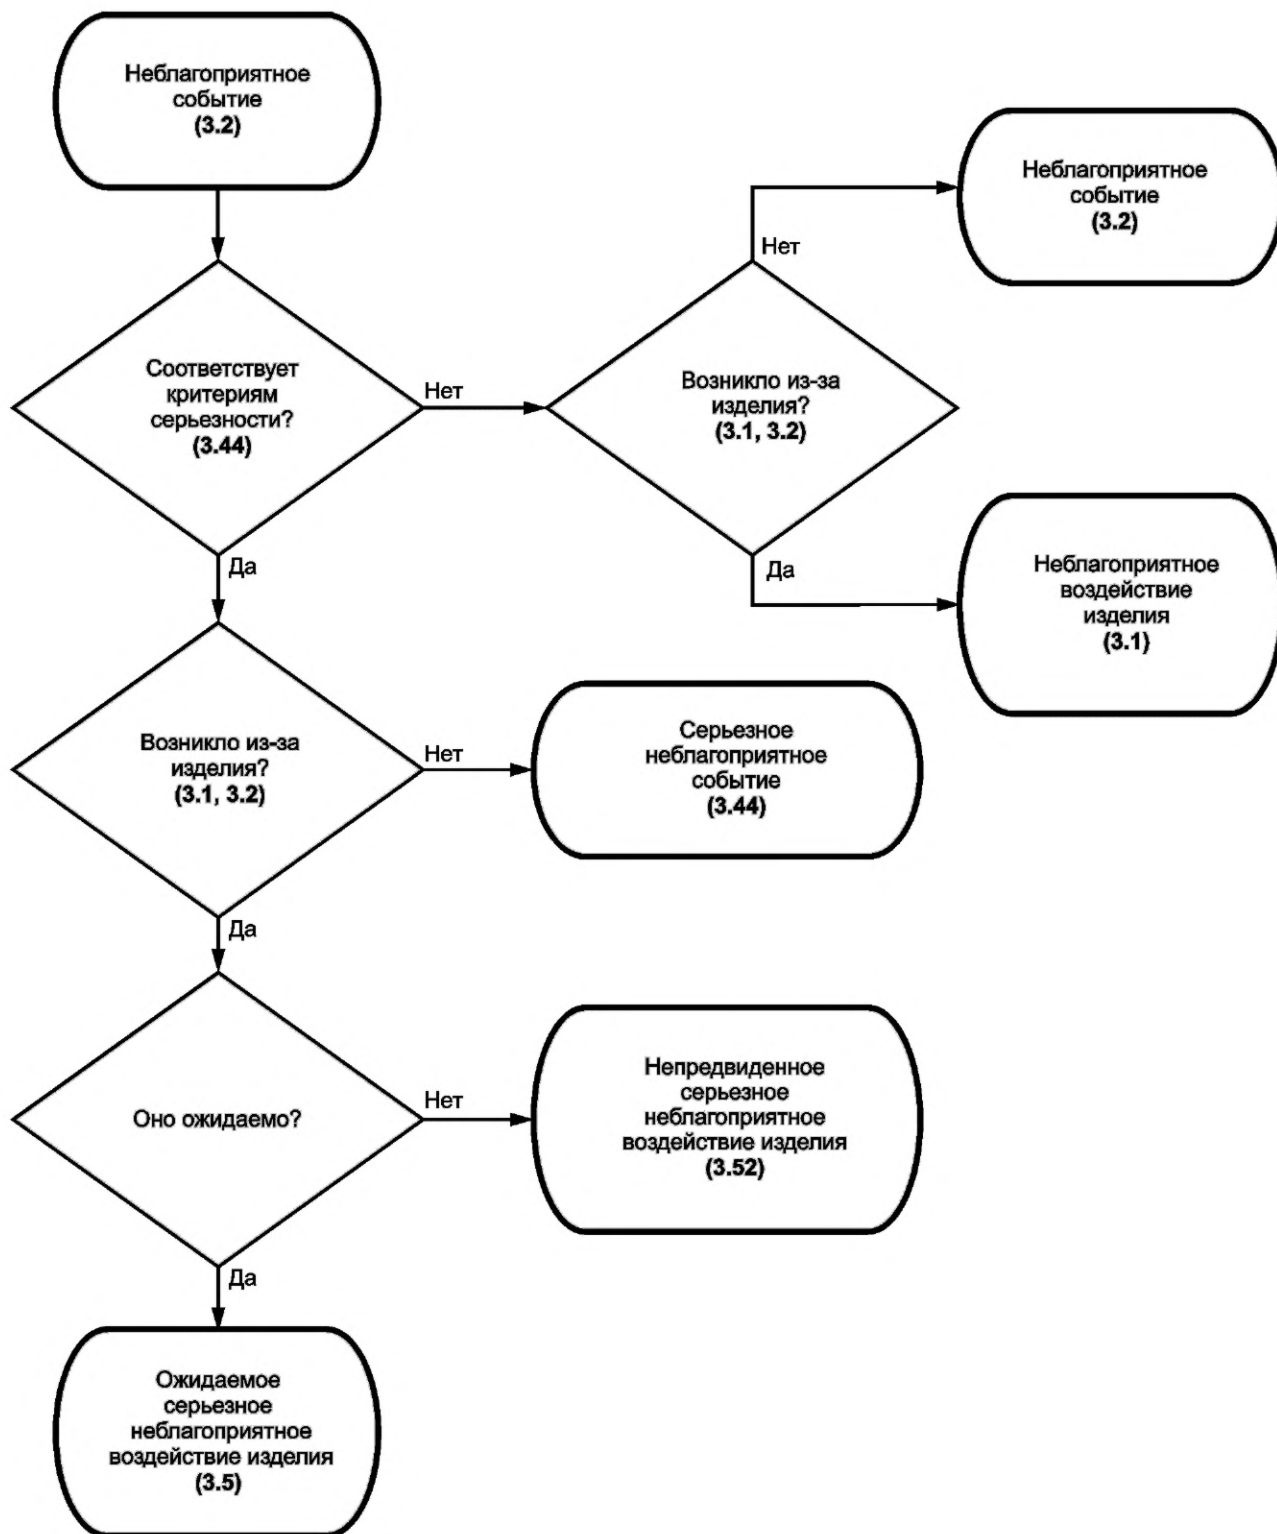 Неблагоприятное
событие
(3.2)
Неблагоприятное
событие
(3.2)
Нет
Соответствует
критериям
серьезности?
(3.44)
Нет
Возникло из-за
изделия?
(3.1, 3.2)
Да
Да
Неблагоприятное
воздействие
изделия
(3.1)
Возникло из-за
изделия?
(3.1, 3.2)
Нет
Серьезное
неблагоприятное
событие
(3.44)
Да
Оно ожидаемо?
Нет
Непредвиденное
серьезное
неблагоприятное
воздействие изделия
(3.52)
Да
Ожидаемое
серьезное
неблагоприятное
воздействие изделия
(3.5)